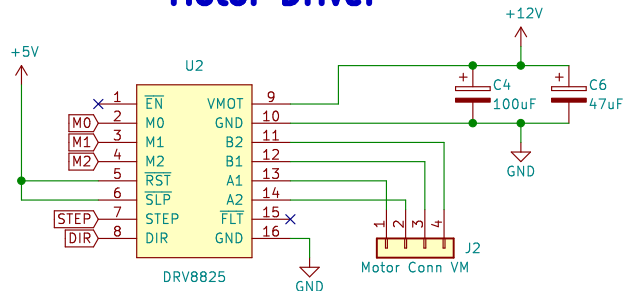 Motor Driver
+12V
+5V
U2
C4
100uF
C6
47uF
1 EN VMOT 9
M0 2 M0 GND 10
M1 3 M1 B2 11
M2 4 M2 B1 12
5 RST A1 13
6 SLP A2 14
STEP 7 STEP FLT 15
DIR 8 DIR GND 16
GND
1 2 3 4
J2
Motor Conn VM
DRV8825
GND